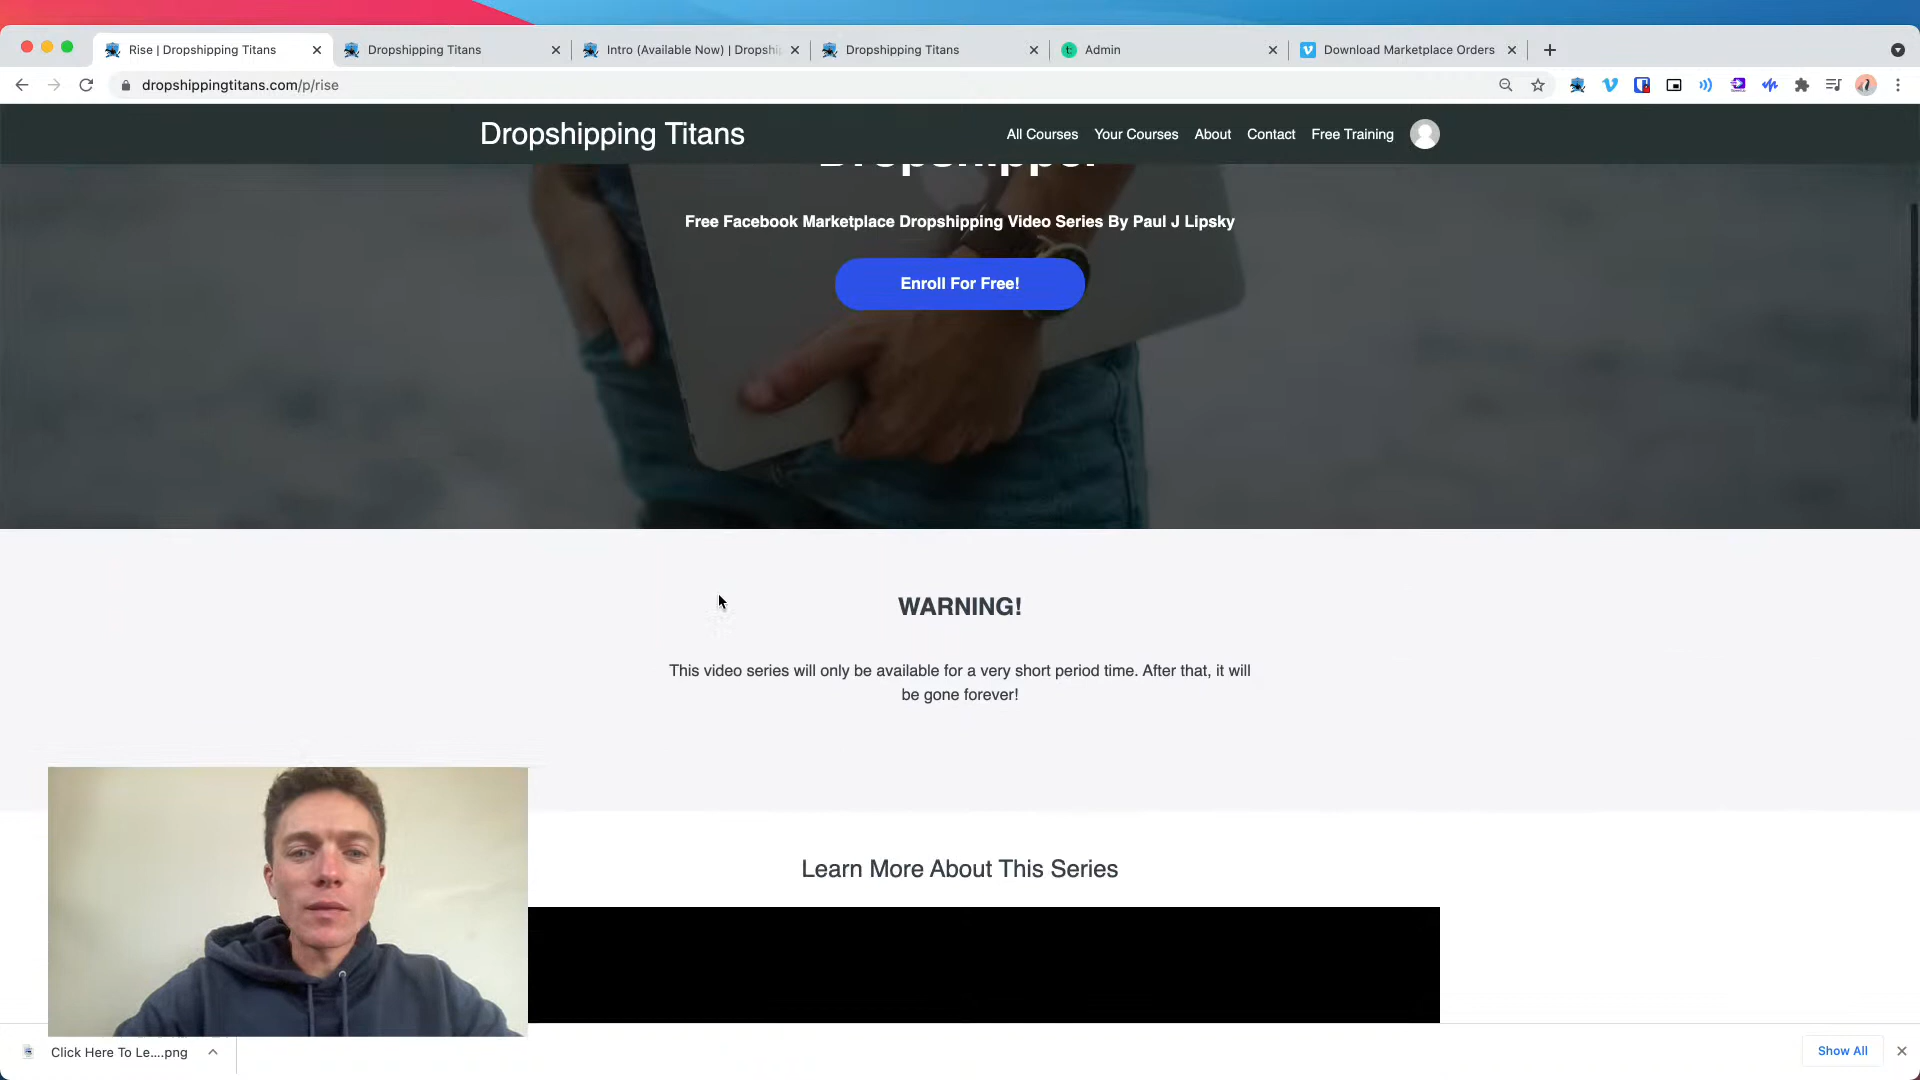 Rise | Dropshipping Titans
Dropshipping Titans
Intro (Available Now) | Dropshi
Dropshipping Titans
Admin
Download Marketplace Orders
dropshippingtitans.com/p/rise
Dropshipping Titans
All Courses
Your Courses
About
Contact
Free Training
Dropshipper
Free Facebook Marketplace Dropshipping Video Series By Paul J Lipsky
Enroll For Free!
WARNING!
This video series will only be available for a very short period time. After that, it will
be gone forever!
Learn More About This Series
Click Here To Le....png
Show All